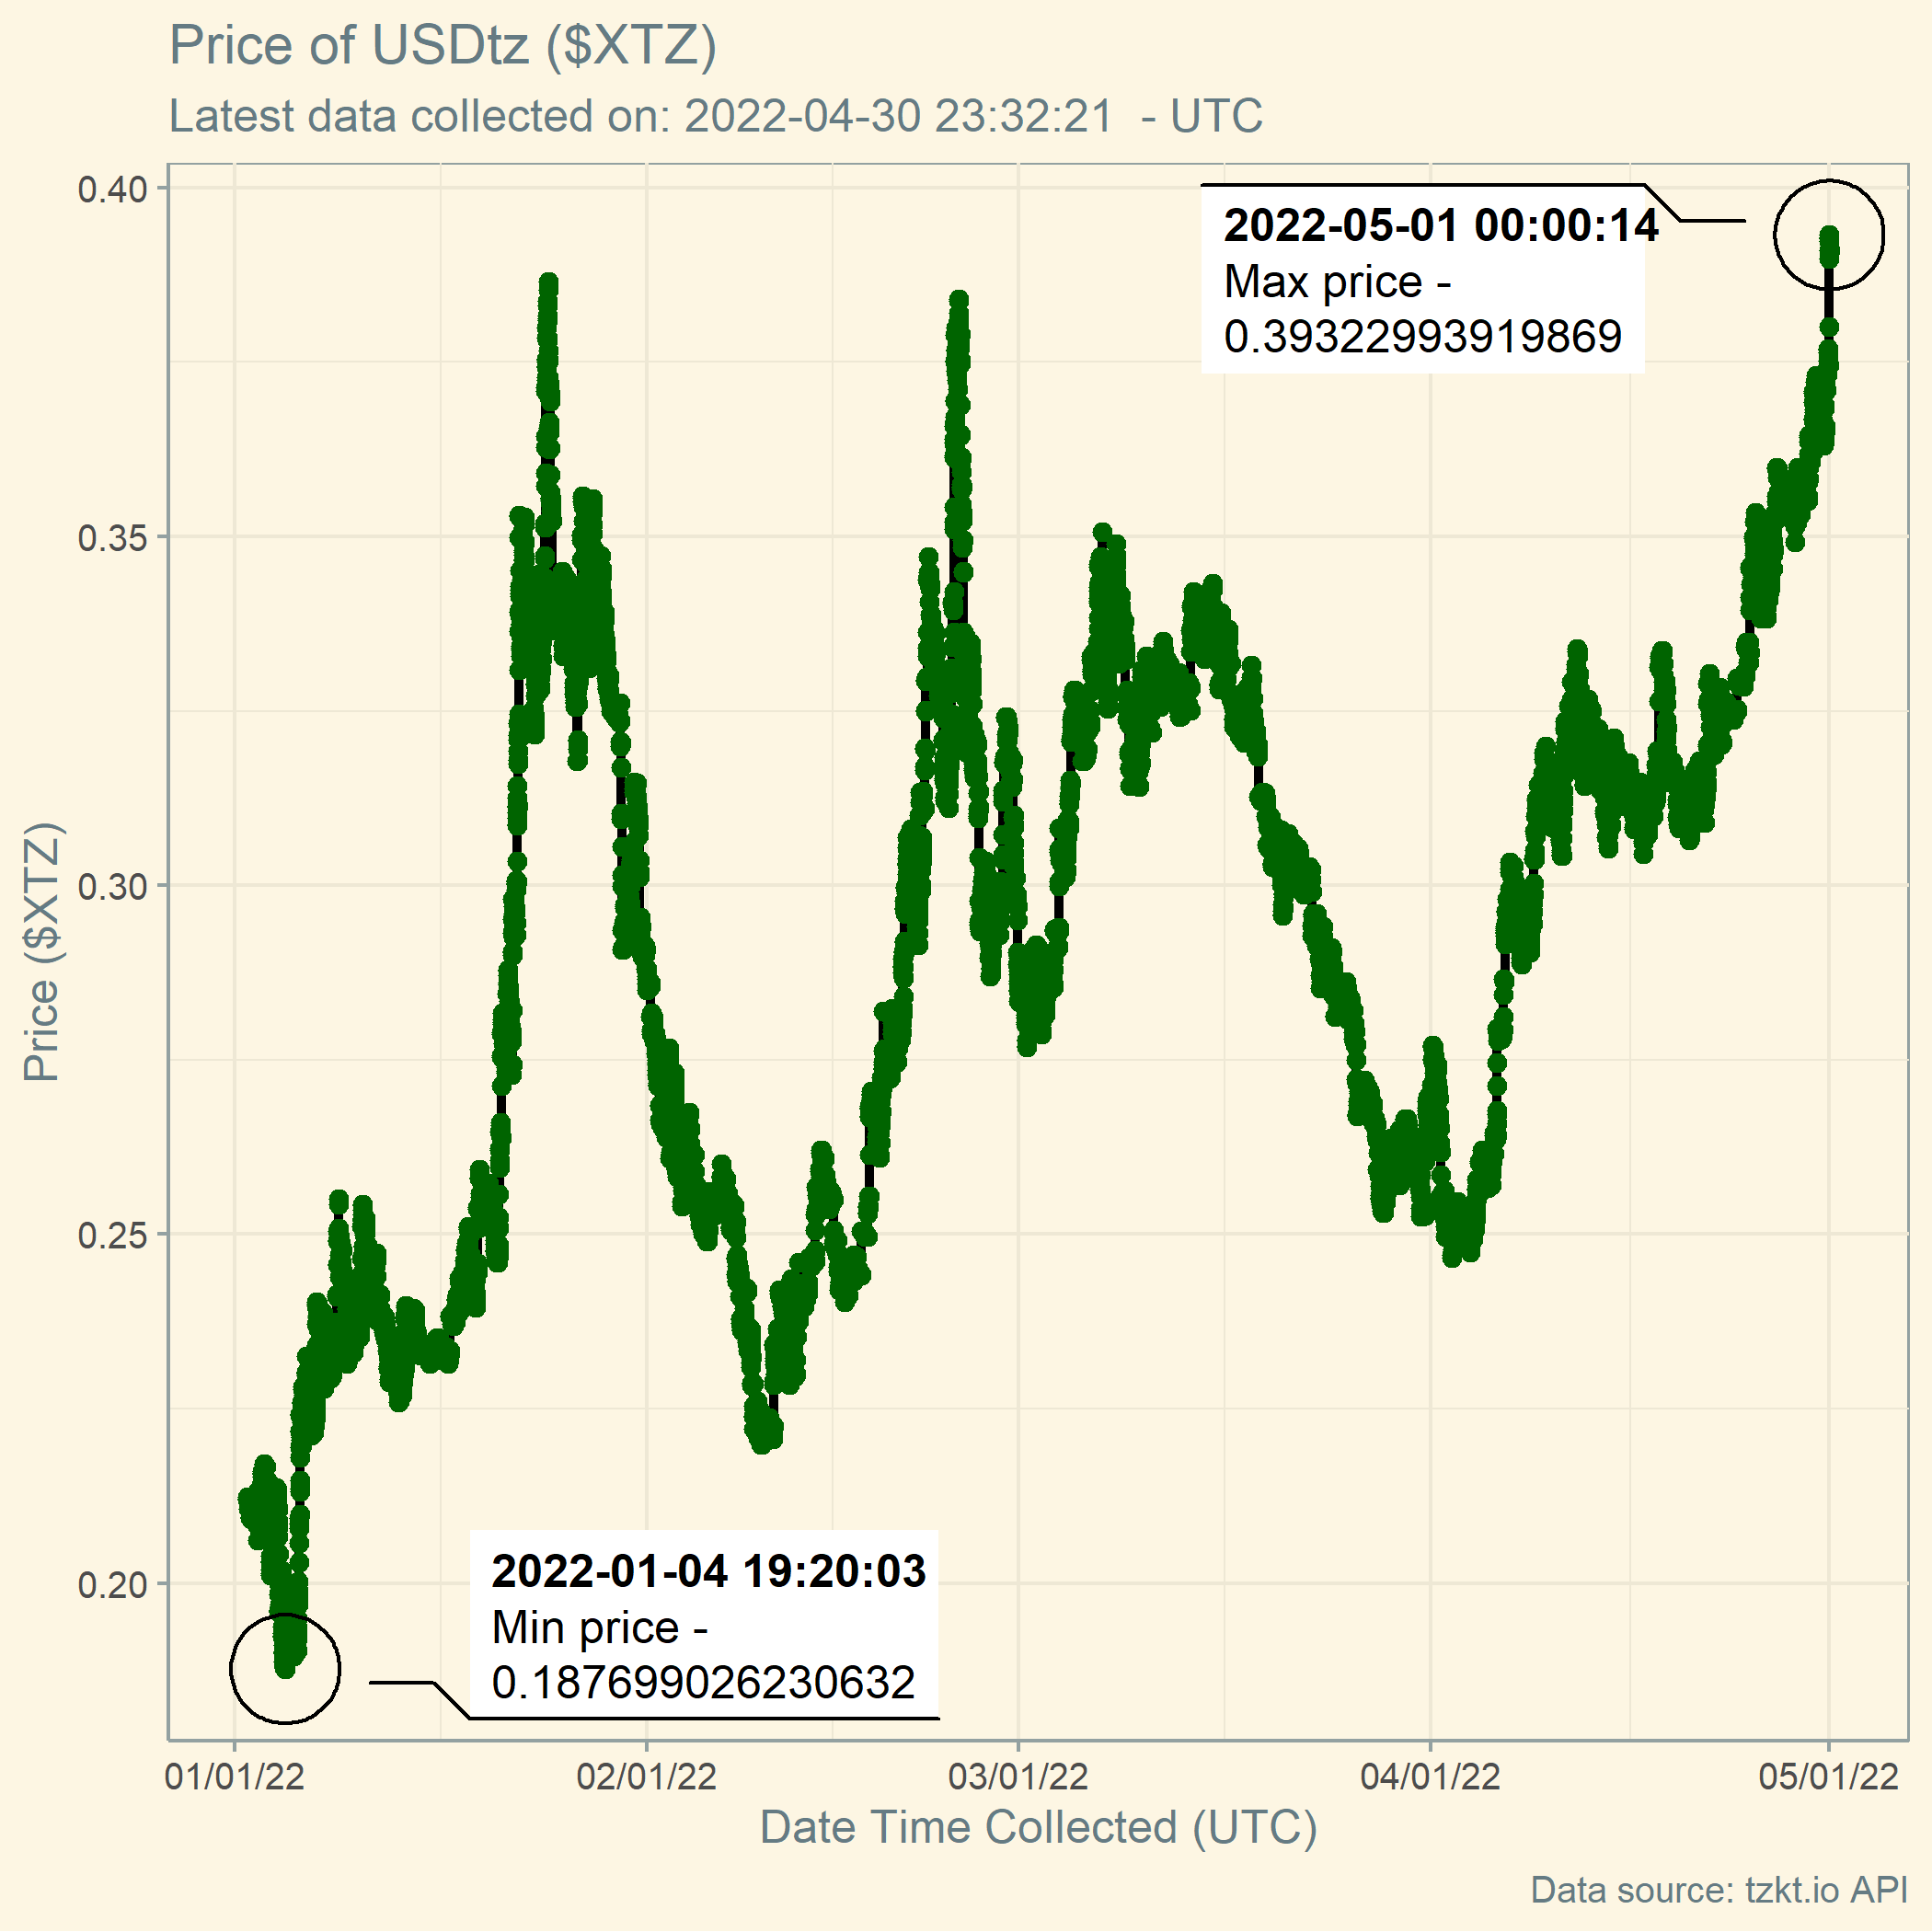 Price of USDtz ($XTZ)
Latest data collected on: 2022-04-30 23:32:21  - UTC
0.40
0.35
0.30
0.25
0.20
Price ($XTZ)
2022-05-01 00:00:14
Max price -
0.39322993919869
2022-01-04 19:20:03
Min price -
0.187699026230632
01/01/22
02/01/22
03/01/22
04/01/22
05/01/22
Date Time Collected (UTC)
Data source: tzkt.io API